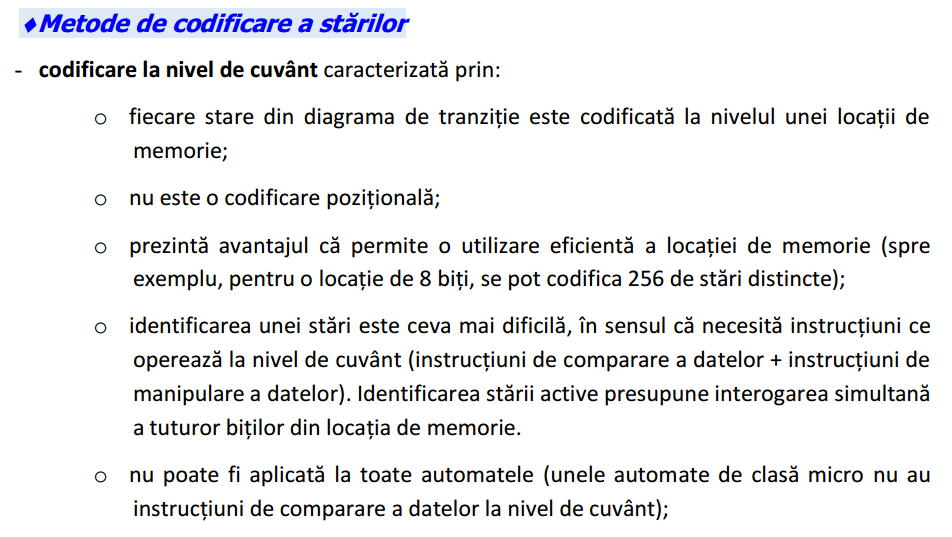 ♦Metode de codificare a stărilor
- codificare la nivel de cuvânt caracterizată prin:
o fiecare stare din diagrama de tranziție este codificată la nivelul unei locații de
memorie;
o nu este o codificare pozițională;
o prezintă avantajul că permite o utilizare eficientă a locației de memorie (spre
exemplu, pentru o locație de 8 biți, se pot codifica 256 de stări distincte);
o identificarea unei stări este ceva mai dificilă, în sensul că necesită instrucțiuni ce
operează la nivel de cuvânt (instrucțiuni de comparare a datelor + instrucțiuni de
manipulare a datelor). Identificarea stării active presupune interogarea simultană
a tuturor biților din locația de memorie.
o nu poate fi aplicată la toate automatele (unele automate de clasă micro nu au
instrucțiuni de comparare a datelor la nivel de cuvânt);